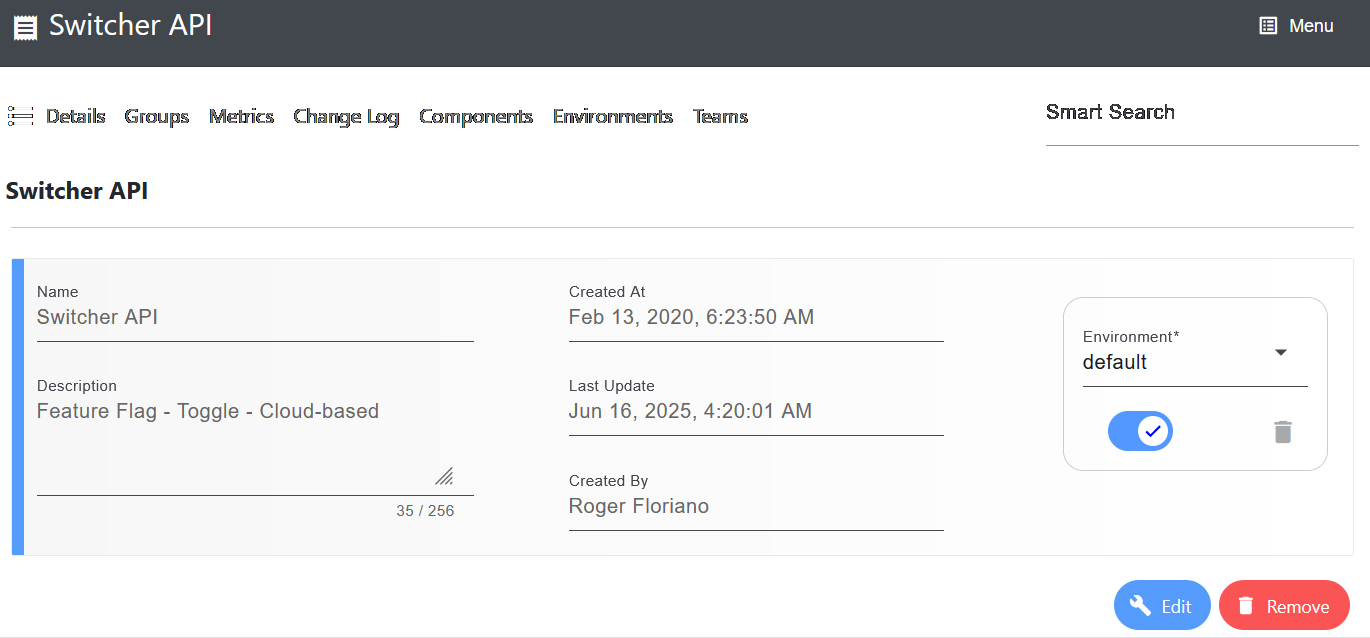 Switcher API
Menu
Details Groups Metrics Change Log Components Environments Teams
Smart Search
Switcher API
Name
Switcher API
Description
Feature Flag - Toggle - Cloud-based
35 / 256
Created At
Feb 13, 2020, 6:23:50 AM
Last Update
Jun 16, 2025, 4:20:01 AM
Created By
Roger Floriano
Environment*
default
Edit
Remove